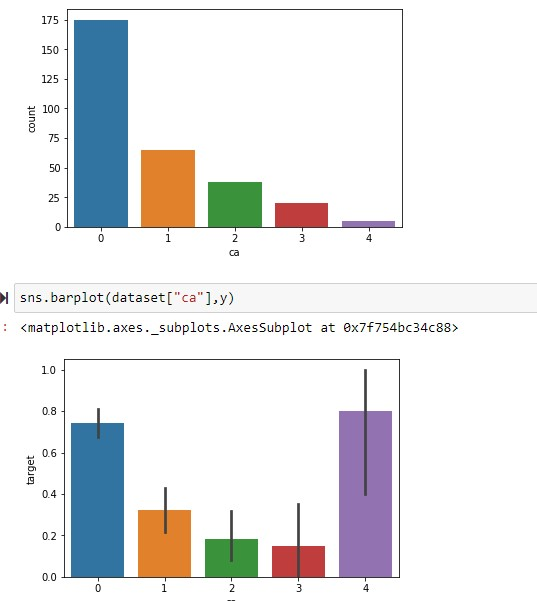 175
150
125
100
75
50
25
0
count
0 1 2 3 4
ca
sns.barplot(dataset["ca"],y)
: <matplotlib.axes._subplots.AxesSubplot at 0x7f754bc34c88>
1.0
0.8
0.6
0.4
0.2
0.0
target
0 1 2 3 4